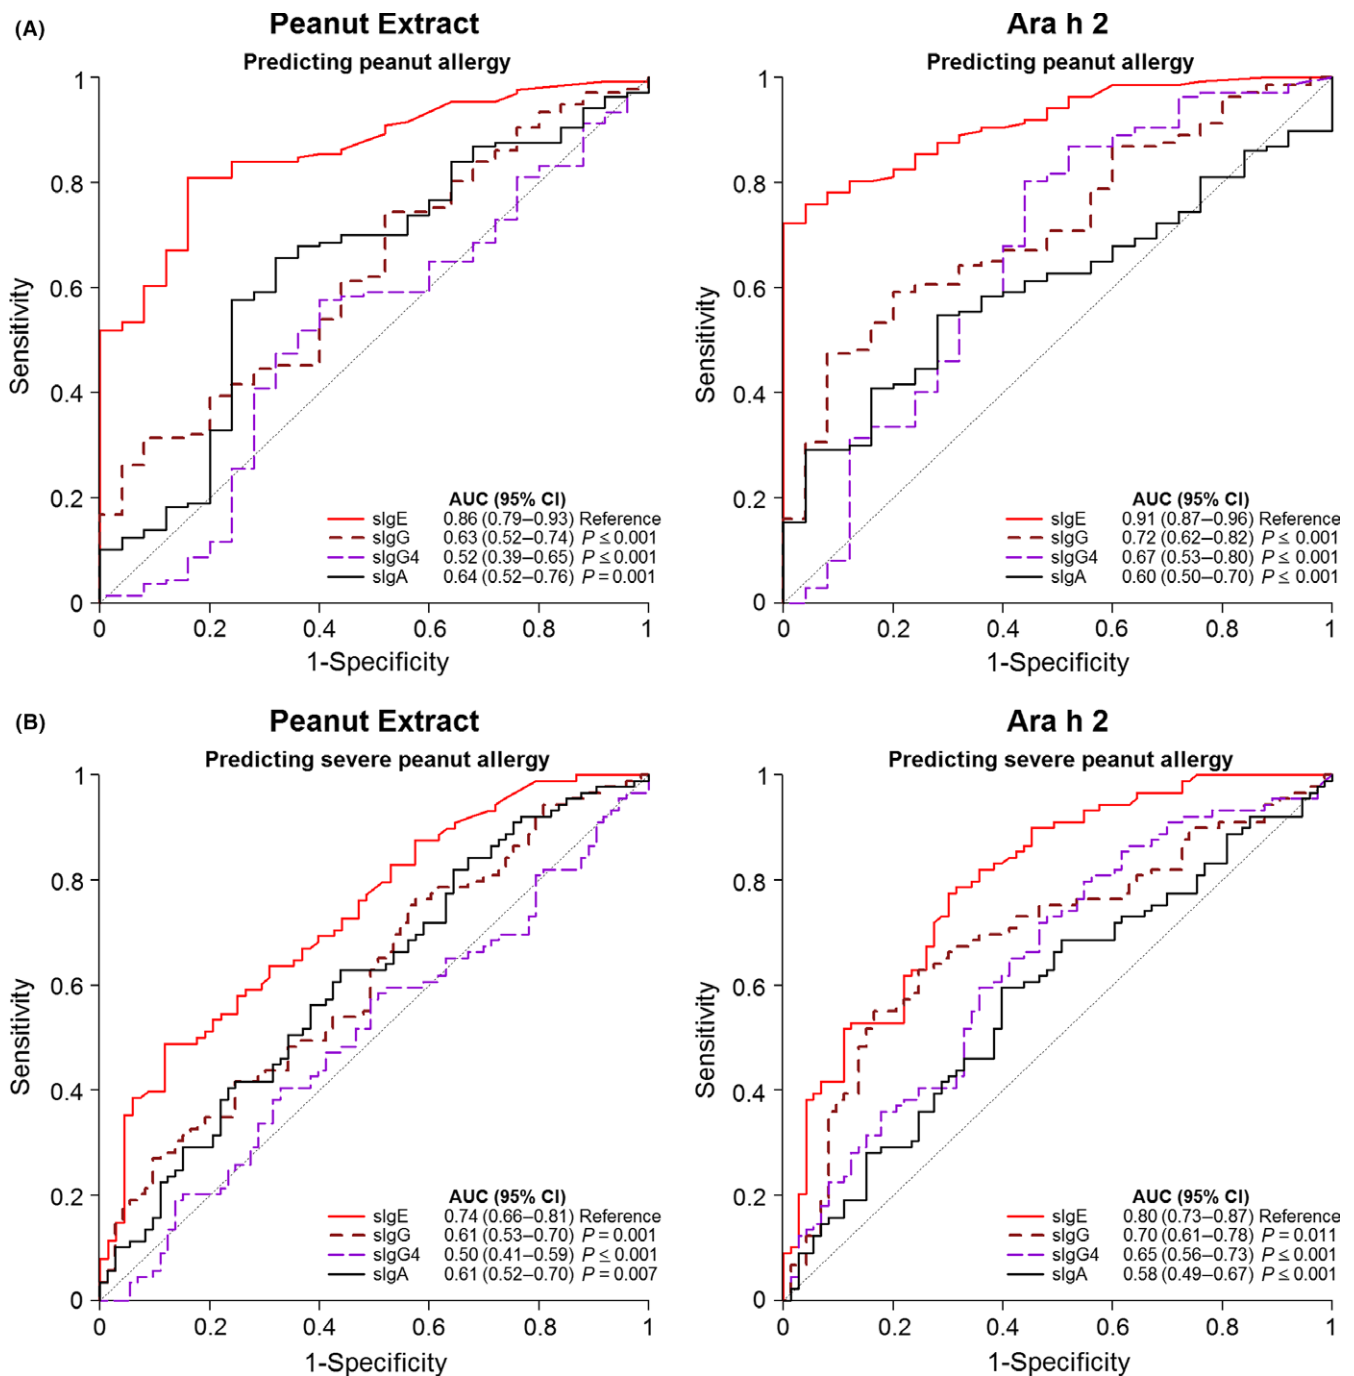 (A)
Peanut Extract
Predicting peanut allergy
Sensitivity
1
0.8
0.6
0.4
0.2
0
AUC (95% CI)
sIgE 0.86 (0.79–0.93) Reference
sIgG 0.63 (0.52–0.74) P ≤ 0.001
sIgG4 0.52 (0.39–0.65) P ≤ 0.001
sIgA 0.64 (0.52–0.76) P = 0.001
0 0.2 0.4 0.6 0.8 1
1-Specificity
Ara h 2
Predicting peanut allergy
Sensitivity
1
0.8
0.6
0.4
0.2
0
AUC (95% CI)
sIgE 0.91 (0.87–0.96) Reference
sIgG 0.72 (0.62–0.82) P ≤ 0.001
sIgG4 0.67 (0.53–0.80) P ≤ 0.001
sIgA 0.60 (0.50–0.70) P ≤ 0.001
0 0.2 0.4 0.6 0.8 1
1-Specificity
(B)
Peanut Extract
Predicting severe peanut allergy
Sensitivity
1
0.8
0.6
0.4
0.2
0
AUC (95% CI)
sIgE 0.74 (0.66–0.81) Reference
sIgG 0.61 (0.53–0.70) P = 0.001
sIgG4 0.50 (0.41–0.59) P ≤ 0.001
sIgA 0.61 (0.52–0.70) P = 0.007
0 0.2 0.4 0.6 0.8 1
1-Specificity
Ara h 2
Predicting severe peanut allergy
Sensitivity
1
0.8
0.6
0.4
0.2
0
AUC (95% CI)
sIgE 0.80 (0.73–0.87) Reference
sIgG 0.70 (0.61–0.78) P = 0.011
sIgG4 0.65 (0.56–0.73) P ≤ 0.001
sIgA 0.58 (0.49–0.67) P ≤ 0.001
0 0.2 0.4 0.6 0.8 1
1-Specificity